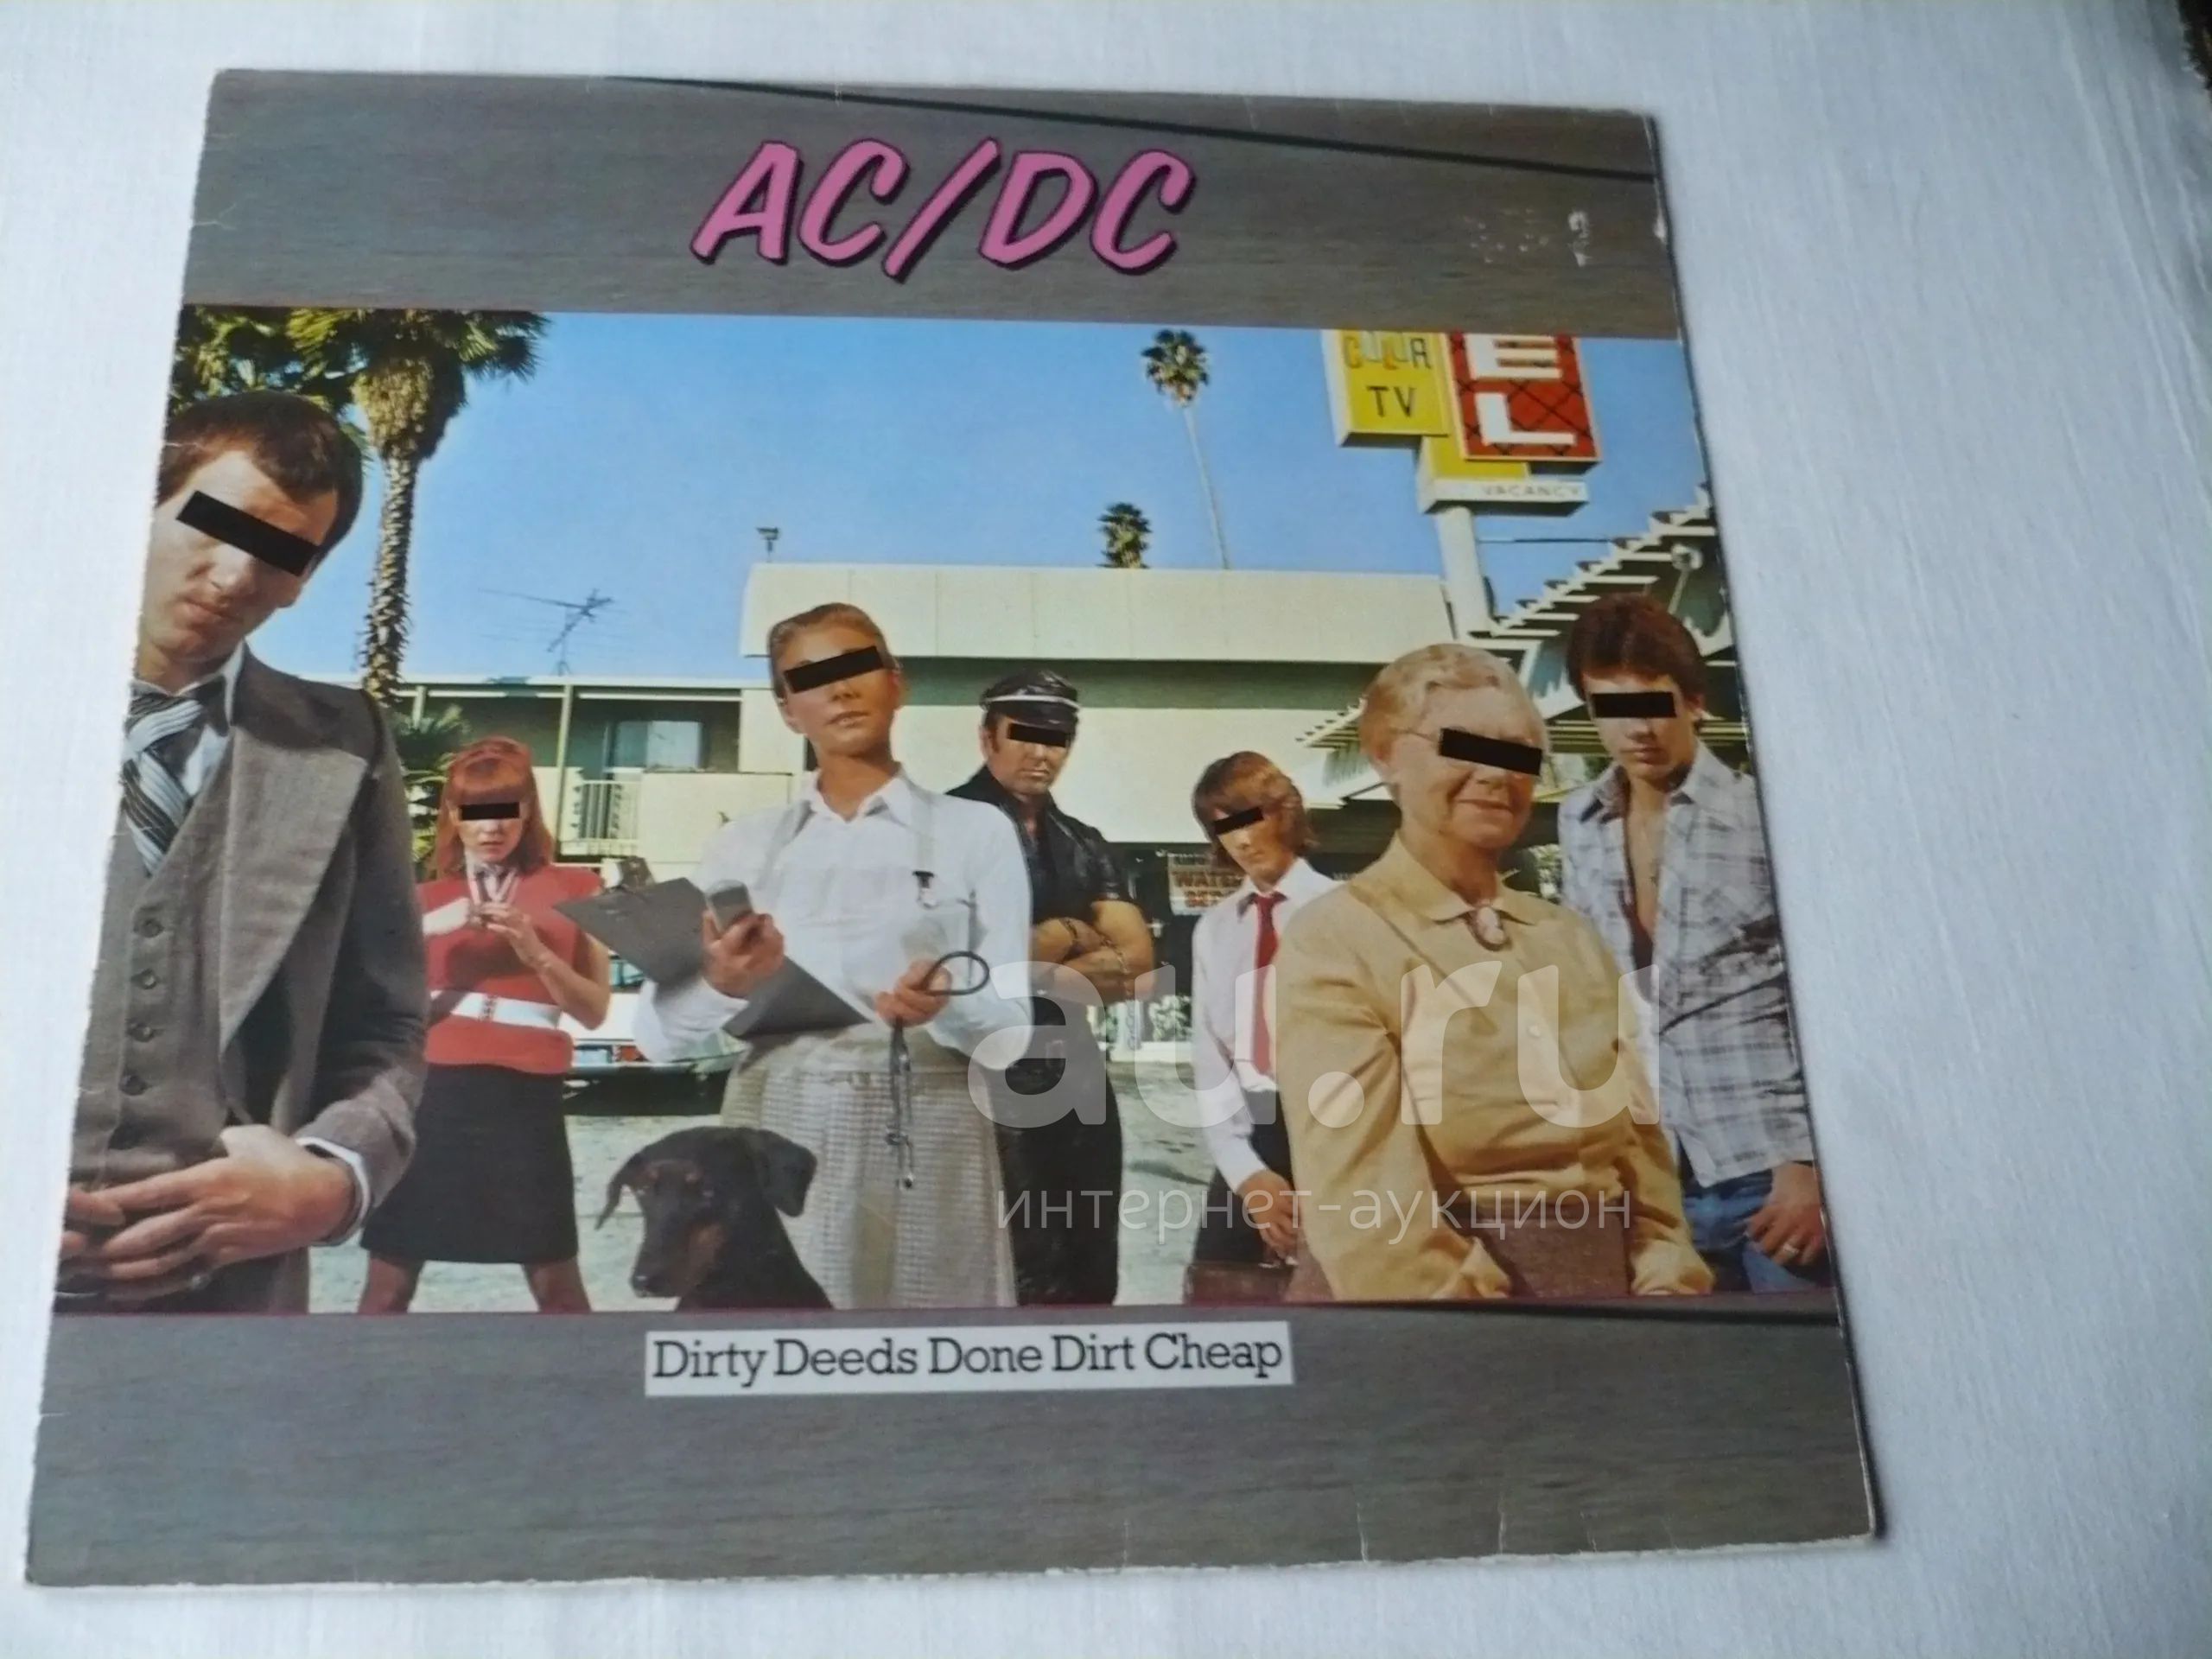 AC/DC
COLOR
TV
EL
VACANCY
au.ru
интернет-аукцион
Dirty Deeds Done Dirt Cheap